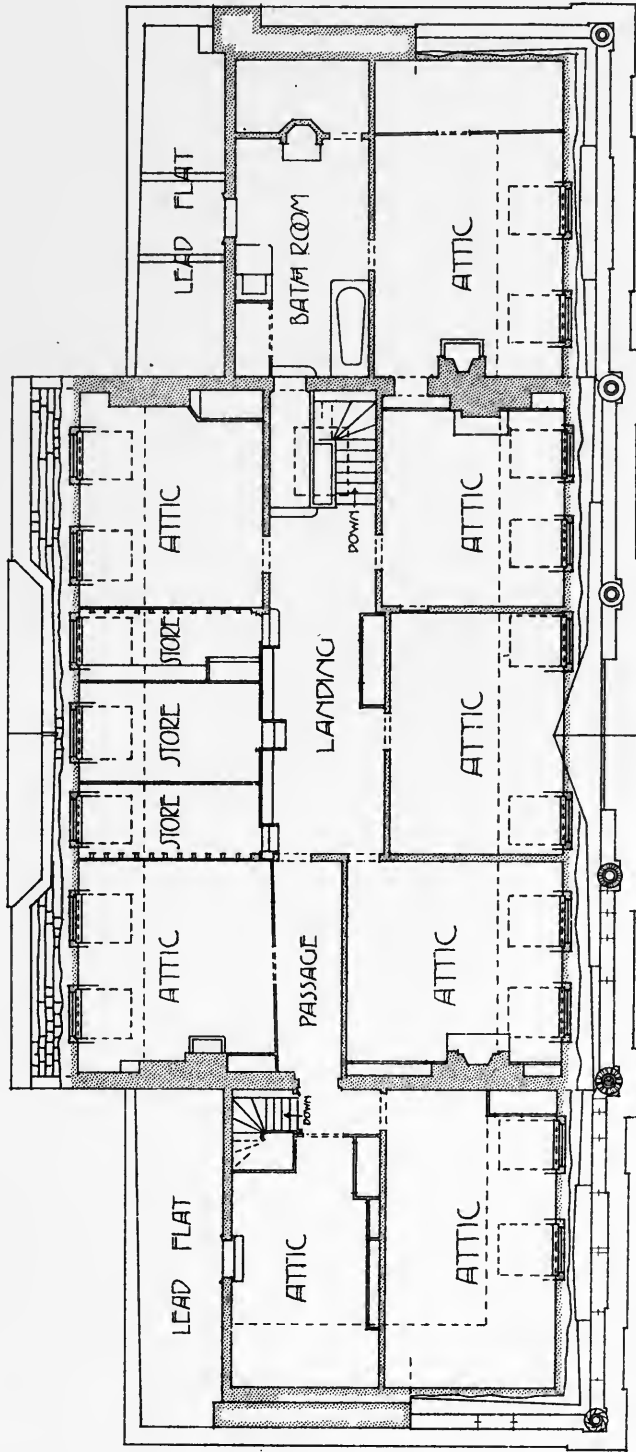 LEAD FLAT
LEAD FLAT
ATTIC
STORE
STORE
STORE
ATTIC
ATTIC
DOWN
PASSAGE
LANDING
DOWN
BATH ROOM
ATTIC
ATTIC
ATTIC
ATTIC
ATTIC